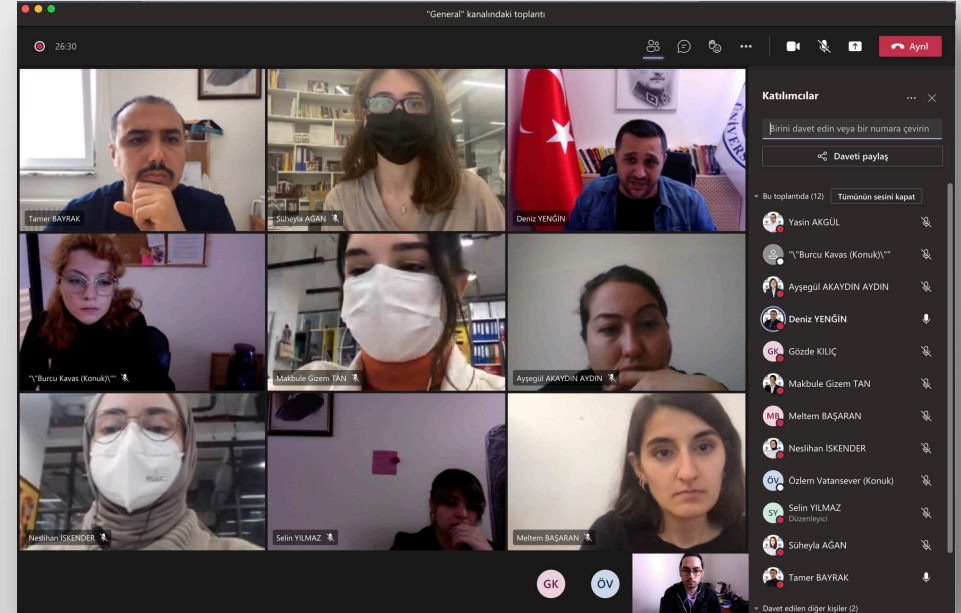 "General" kanalındaki toplantı
26:30
Ayrıl
Tamer BAYRAK
Süheyla AĞAN
Deniz YENĞİN
"\"Burcu Kavas (Konuk)\""
Makbule Gizem TAN
Ayşegül AKAYDIN AYDIN
Neslihan İSKENDER
Selin YILMAZ
Meltem BAŞARAN
GK
ÖV
Katılımcılar
Birini davet edin veya bir numara çevirin
Daveti paylaş
Bu toplantıda (12)
Tümünün sesini kapat
Yasin AKGÜL
"\"Burcu Kavas (Konuk)\""
Ayşegül AKAYDIN AYDIN
Deniz YENĞİN
GK
Gözde KILIÇ
Makbule Gizem TAN
MB
Meltem BAŞARAN
Neslihan İSKENDER
ÖV
Özlem Vatansever (Konuk)
SY
Selin YILMAZ
Düzenleyici
Süheyla AĞAN
Tamer BAYRAK
Davet edilen diğer kişiler (2)